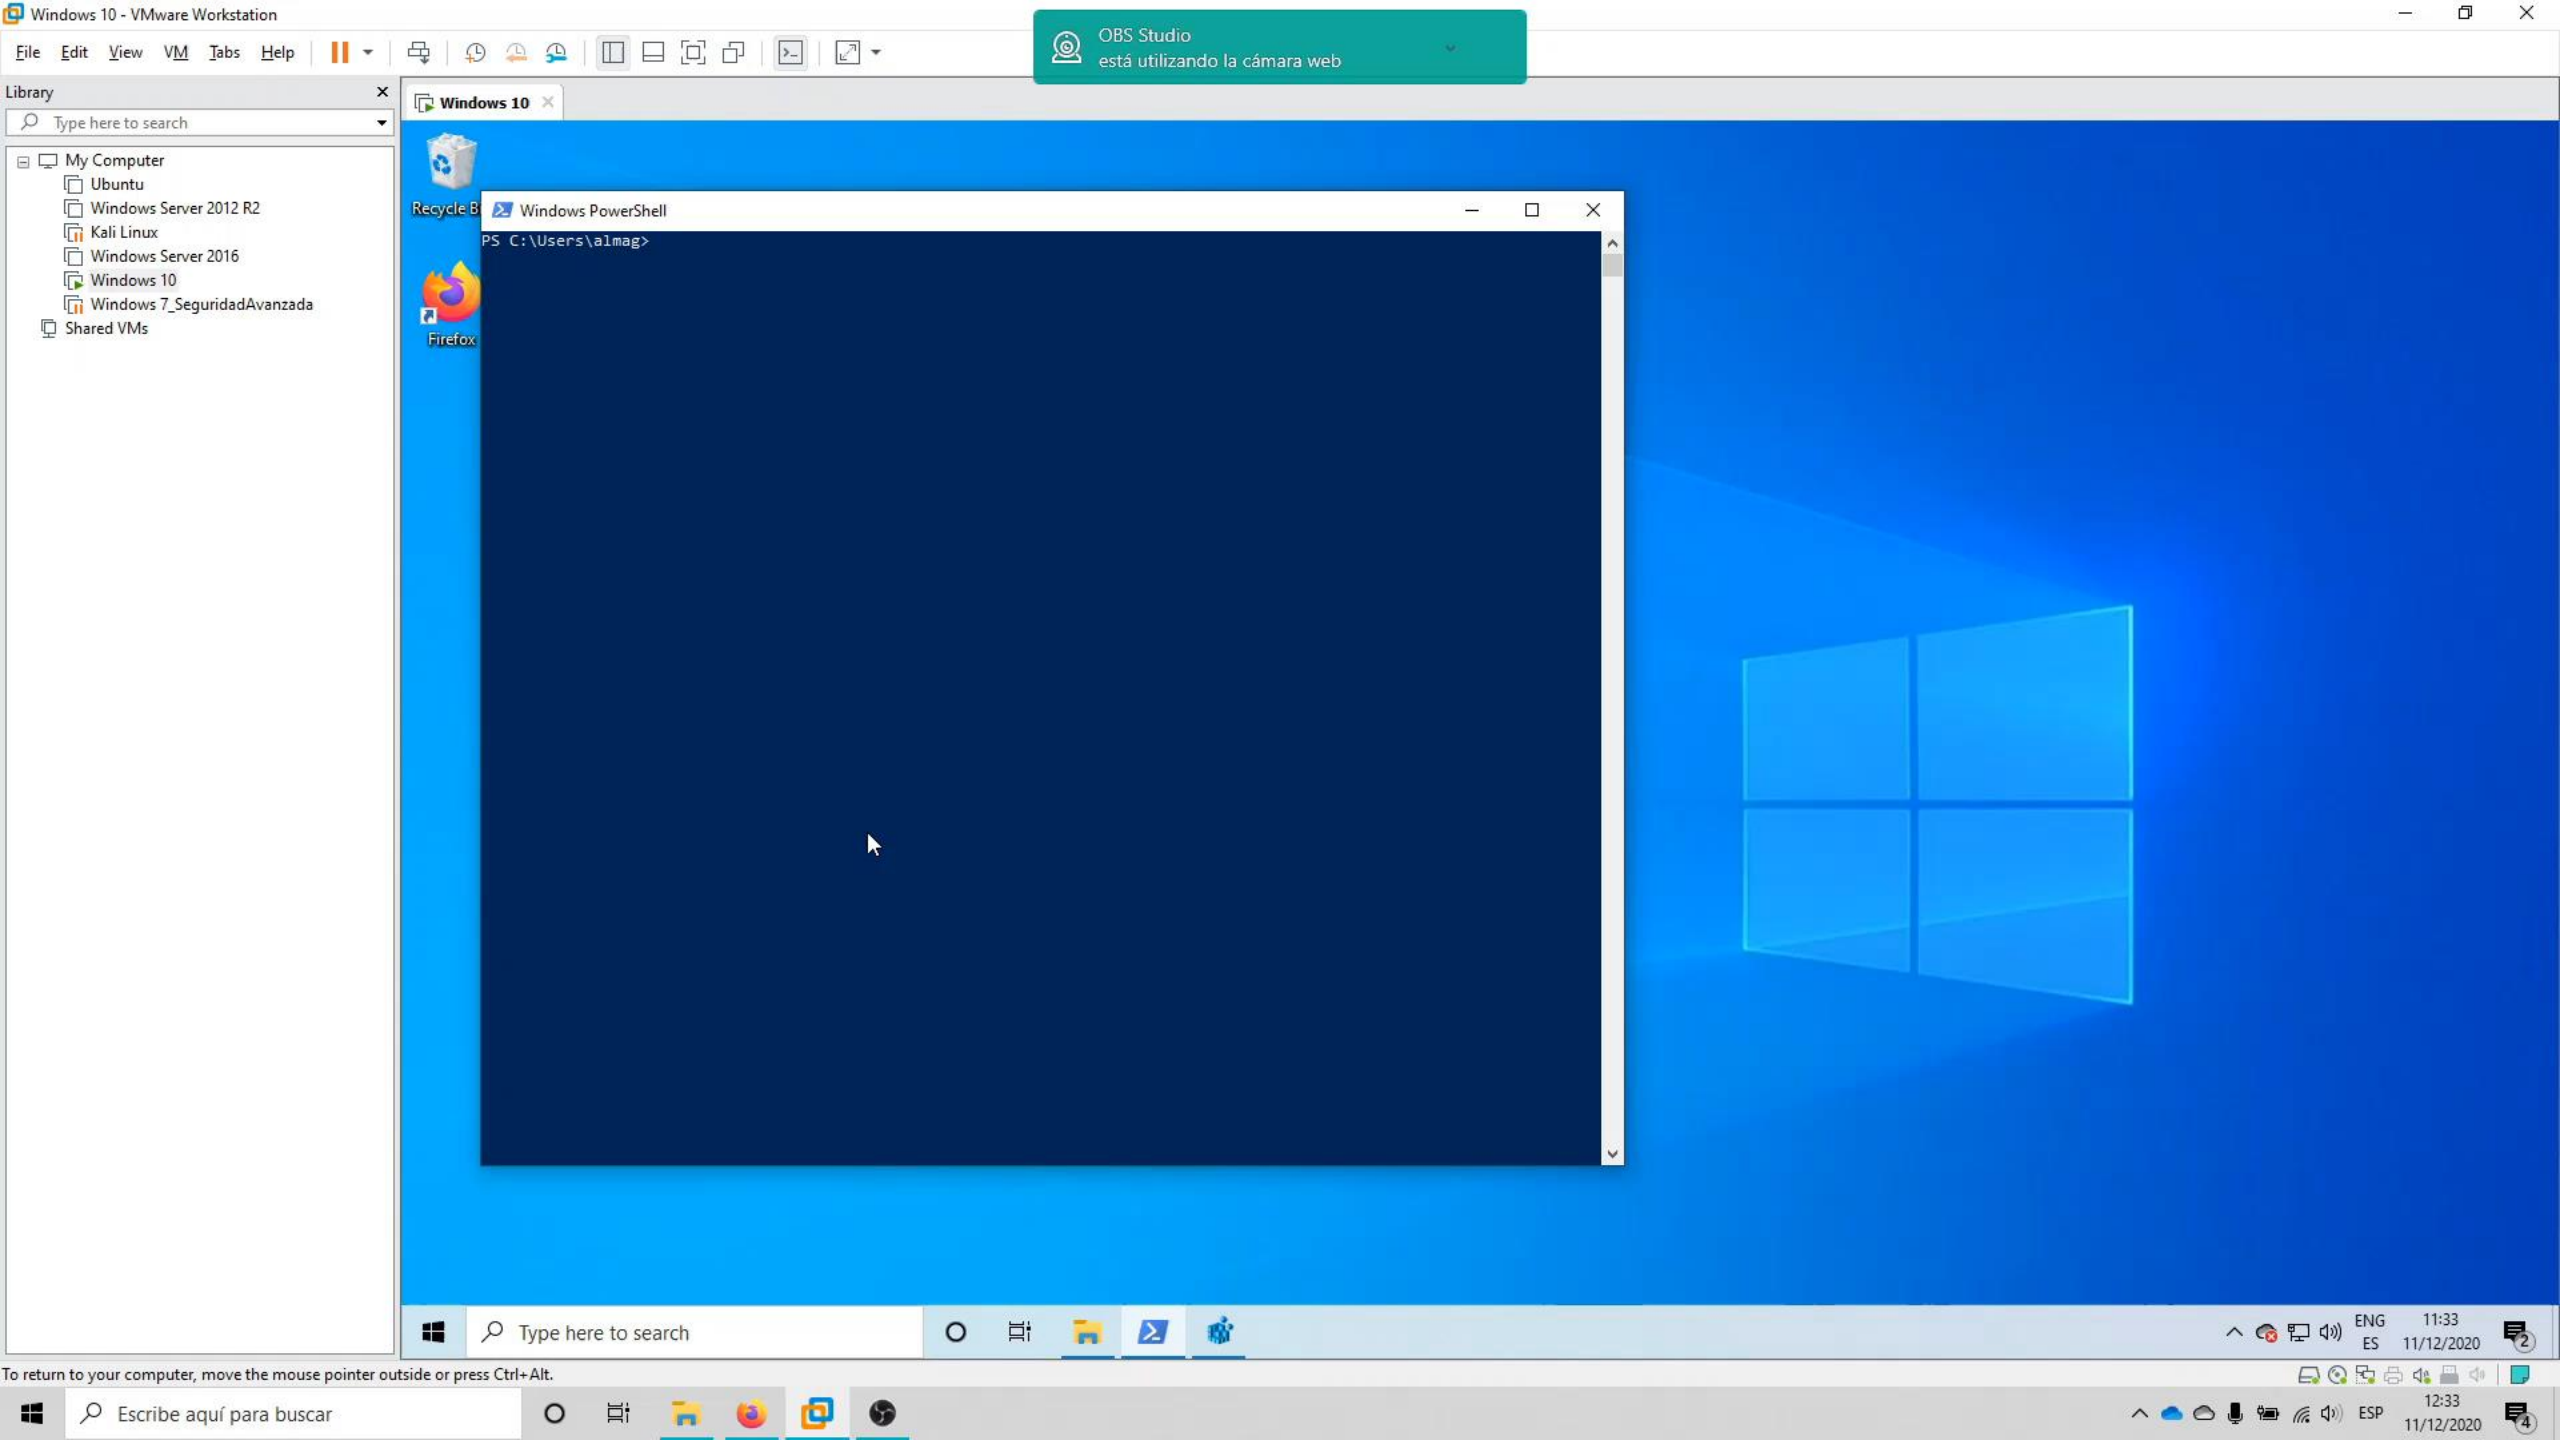 Windows 10 - VMware Workstation
File Edit View VM Tabs Help
OBS Studio
está utilizando la cámara web
Library
Windows 10
Type here to search
My Computer
Ubuntu
Windows Server 2012 R2
Kali Linux
Windows Server 2016
Windows 10
Windows 7_SeguridadAvanzada
Shared VMs
Recycle B
Firefox
Windows PowerShell
PS C:\Users\almag>
Type here to search
ENG
ES
11:33
11/12/2020
2
To return to your computer, move the mouse pointer outside or press Ctrl+Alt.
Escribe aquí para buscar
ESP
12:33
11/12/2020
4